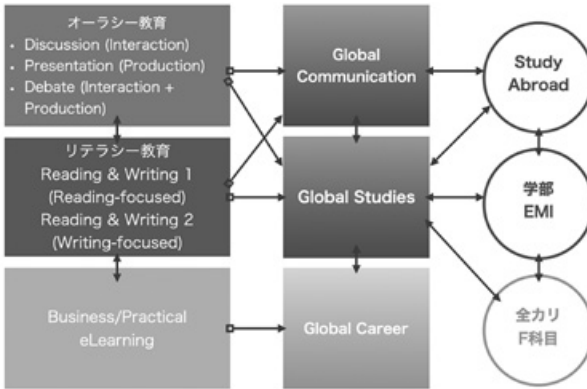 オーラシー教育
• Discussion (Interaction)
• Presentation (Production)
• Debate (Interaction +
Production)
リテラシー教育
Reading & Writing 1
(Reading-focused)
Reading & Writing 2
(Writing-focused)
Business/Practical
eLearning
Global
Communication
Global Studies
Global Career
Study
Abroad
学部
EMI
全カリ
F科目